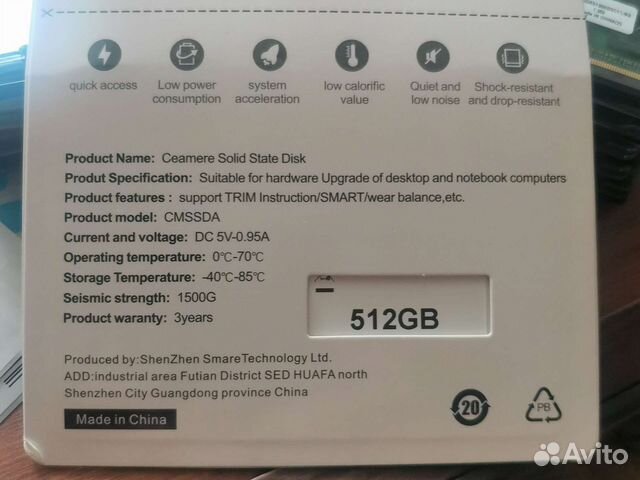 quick access
Low power
consumption
system
acceleration
low calorific
value
Quiet and
low noise
Shock-resistant
and drop-resistant
Product Name: Ceamere Solid State Disk
Produt Specification: Suitable for hardware Upgrade of desktop and notebook computers
Product features : support TRIM Instruction/SMART/wear balance,etc.
Product model: CMSSDA
Current and voltage: DC 5V-0.95A
Operating temperature: 0℃-70℃
Storage Temperature: -40℃-85℃
Seismic strength: 1500G
Product waranty: 3years
512GB
Produced by:ShenZhen SmareTechnology Ltd.
ADD:industrial area Futian District SED HUAFA north
Shenzhen City Guangdong province China
Made in China
20
PB
Avito